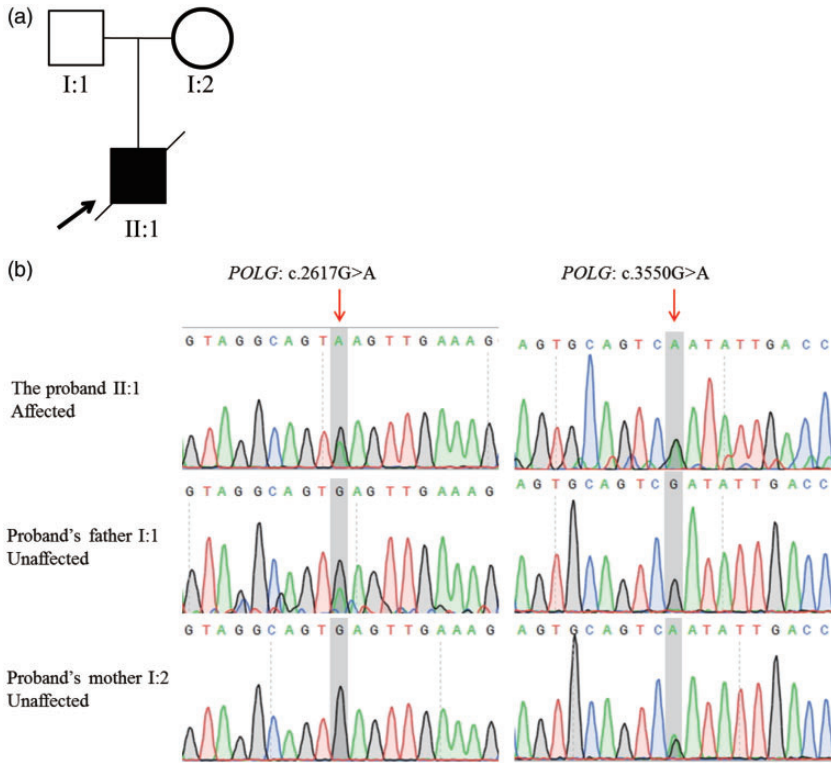 (a)
I:1 I:2
II:1
(b)
POLG: c.2617G>A POLG: c.3550G>A
G T A G G C A G T A A G T T G A A A G A G T G C A G T C A A T A T T G A C C
The proband II:1
Affected
G T A G G C A G T G A G T T G A A A G A G T G C A G T C G A T A T T G A C C
Proband's father I:1
Unaffected
G T A G G C A G T G A G T T G A A A G A G T G C A G T C A A T A T T G A C C
Proband's mother I:2
Unaffected